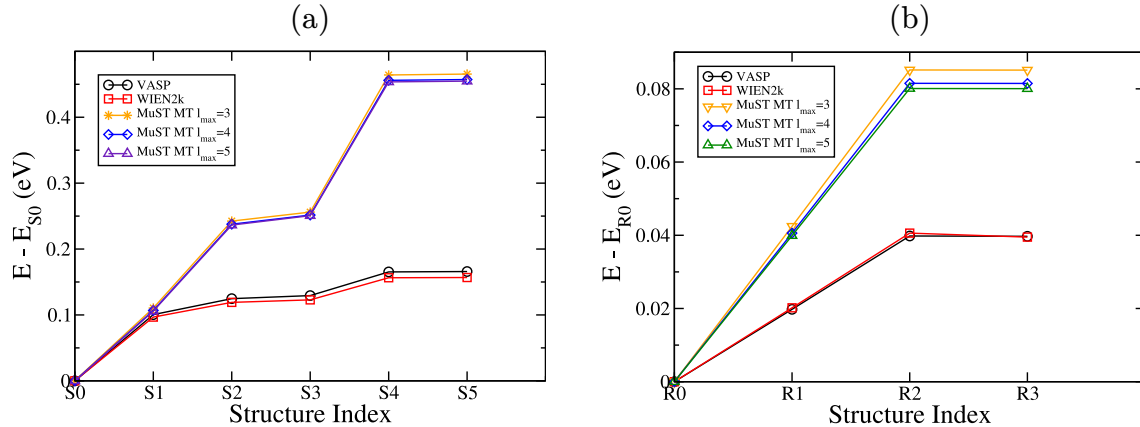 (a)
E - E_S0 (eV)
0.4
0.3
0.2
0.1
0
VASP
WIEN2k
MuST MT l_max=3
MuST MT l_max=4
MuST MT l_max=5
S0 S1 S2 S3 S4 S5
Structure Index
(b)
E - E_R0 (eV)
0.08
0.06
0.04
0.02
0
VASP
WIEN2k
MuST MT l_max=3
MuST MT l_max=4
MuST MT l_max=5
R0 R1 R2 R3
Structure Index